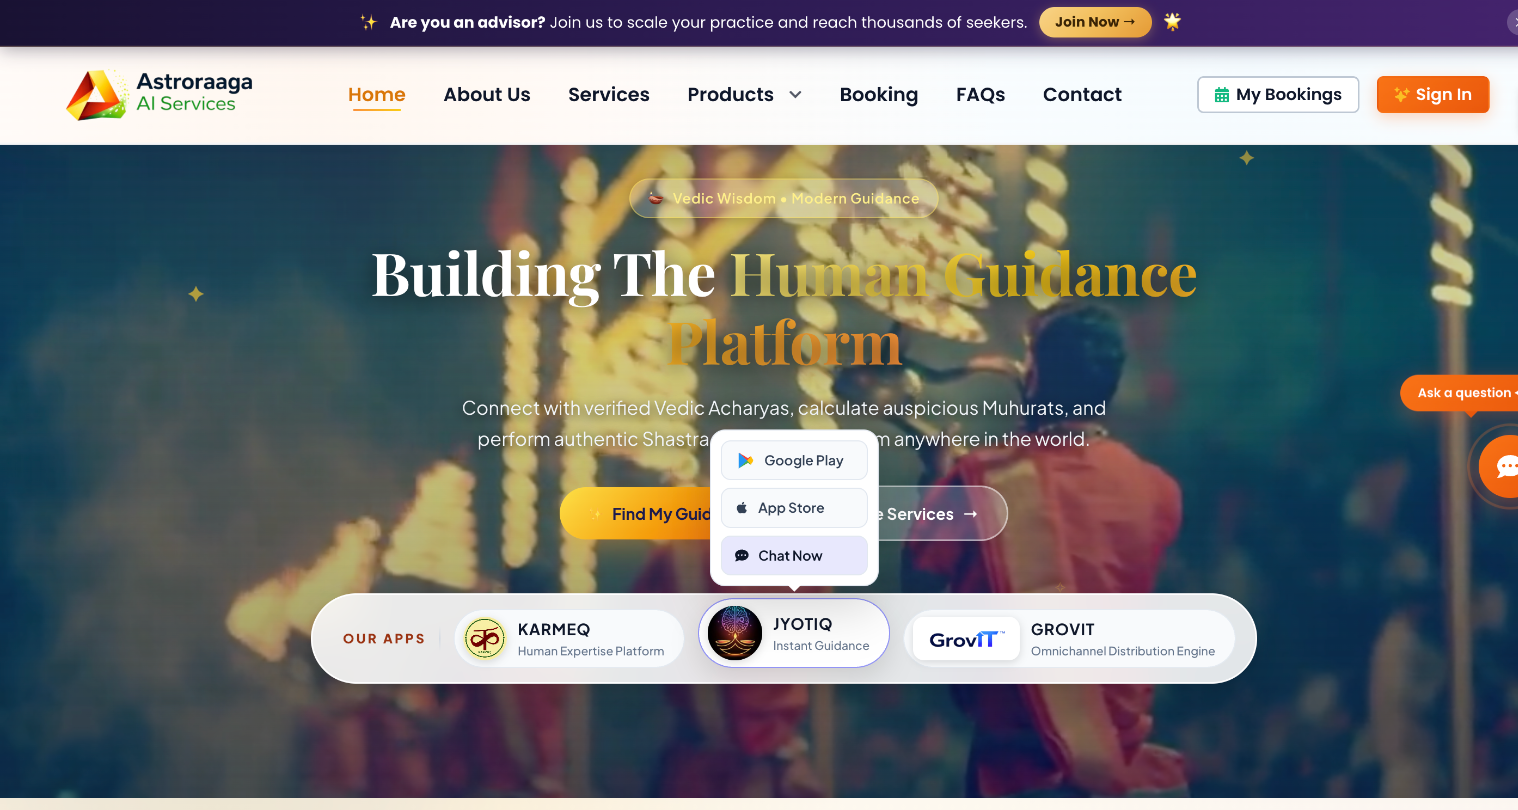 Are you an advisor? Join us to scale your practice and reach thousands of seekers.
Join Now →
Astroraaga
AI Services
Home
About Us
Services
Products
Booking
FAQs
Contact
My Bookings
Sign In
Vedic Wisdom • Modern Guidance
Building The Human Guidance
Platform
Connect with verified Vedic Acharyas, calculate auspicious Muhurats, and
perform authentic Shastra anywhere in the world.
Ask a question
Google Play
App Store
Chat Now
Find My Guid
Services →
OUR APPS
KARMEQ
Human Expertise Platform
JYOTIQ
Instant Guidance
GrovIT™
GROVIT
Omnichannel Distribution Engine